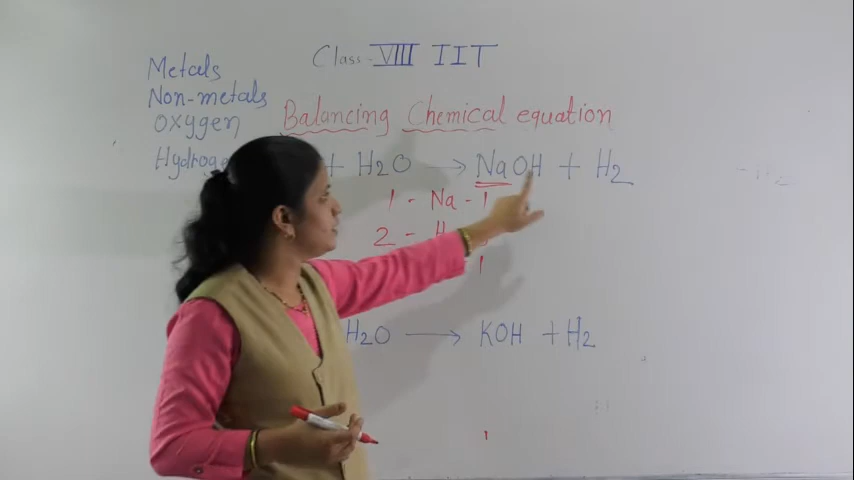 Class - VIII IIT
Metals
Non-metals
Oxygen
Balancing Chemical equation
+ H2O → NaOH + H2
1 - Na - 1
2 - H
1
H2O → KOH + H2